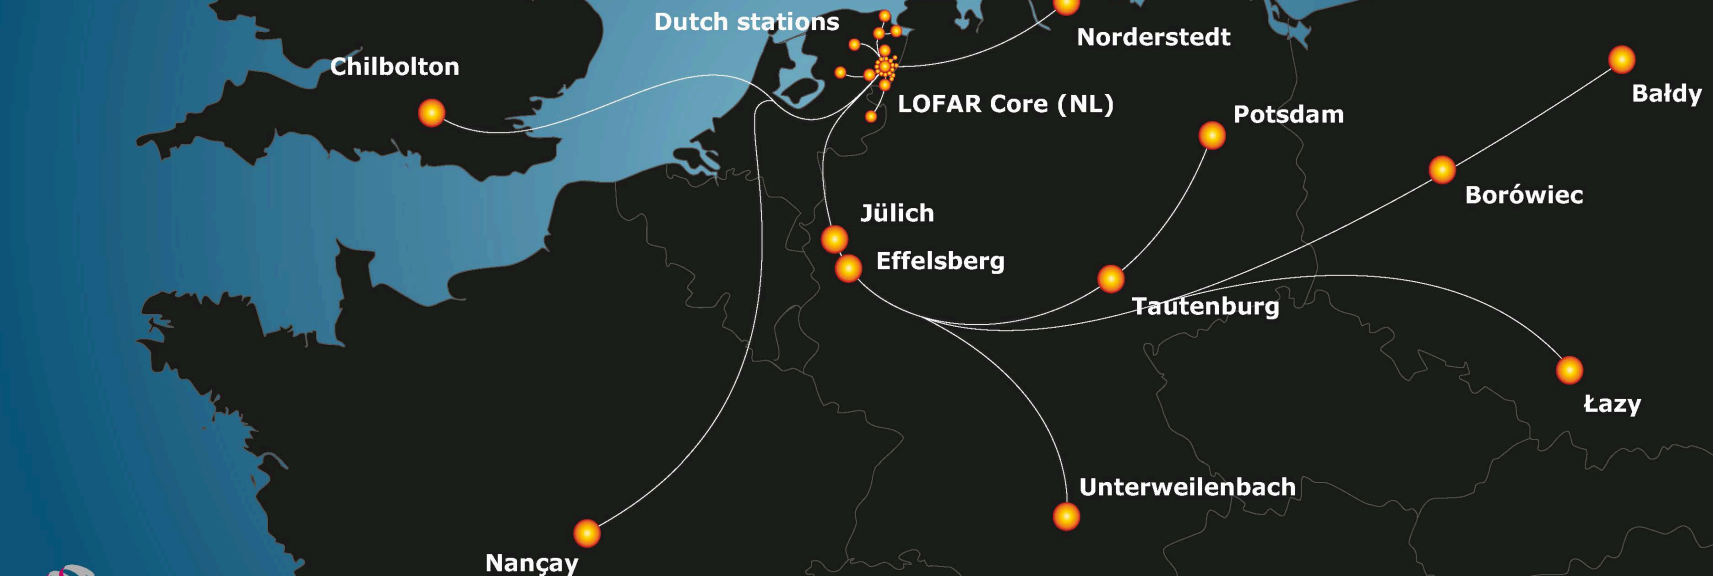 Dutch stations
Norderstedt
Chilbolton
Bałdy
LOFAR Core (NL)
Potsdam
Borówiec
Jülich
Effelsberg
Tautenburg
Łazy
Unterweilenbach
Nançay